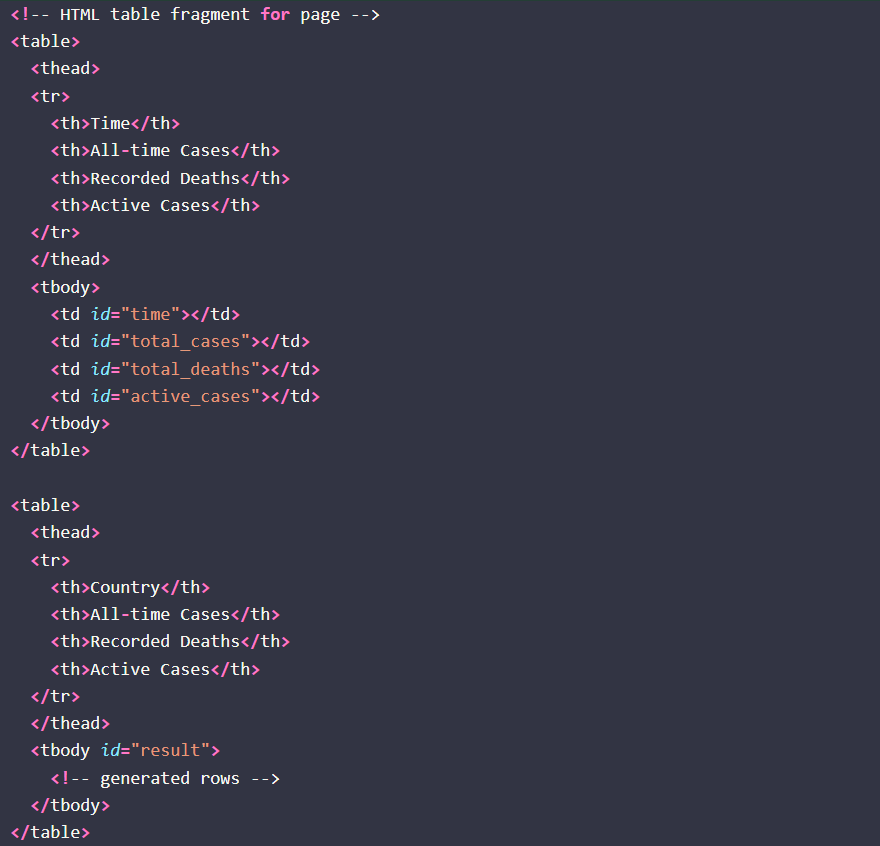 <!-- HTML table fragment for page -->
<table>
  <thead>
  <tr>
    <th>Time</th>
    <th>All-time Cases</th>
    <th>Recorded Deaths</th>
    <th>Active Cases</th>
  </tr>
  </thead>
  <tbody>
    <td id="time"></td>
    <td id="total_cases"></td>
    <td id="total_deaths"></td>
    <td id="active_cases"></td>
  </tbody>
</table>

<table>
  <thead>
  <tr>
    <th>Country</th>
    <th>All-time Cases</th>
    <th>Recorded Deaths</th>
    <th>Active Cases</th>
  </tr>
  </thead>
  <tbody id="result">
    <!-- generated rows -->
  </tbody>
</table>